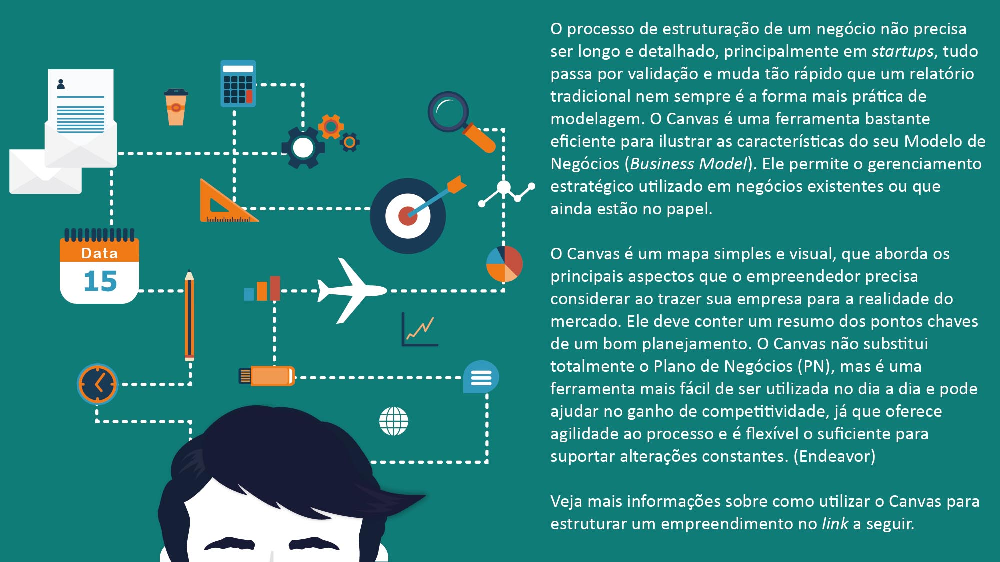 Data
15
O processo de estruturação de um negócio não precisa
ser longo e detalhado, principalmente em startups, tudo
passa por validação e muda tão rápido que um relatório
tradicional nem sempre é a forma mais prática de
modelagem. O Canvas é uma ferramenta bastante
eficiente para ilustrar as características do seu Modelo de
Negócios (Business Model). Ele permite o gerenciamento
estratégico utilizado em negócios existentes ou que
ainda estão no papel.
O Canvas é um mapa simples e visual, que aborda os
principais aspectos que o empreendedor precisa
considerar ao trazer sua empresa para a realidade do
mercado. Ele deve conter um resumo dos pontos chaves
de um bom planejamento. O Canvas não substitui
totalmente o Plano de Negócios (PN), mas é uma
ferramenta mais fácil de ser utilizada no dia a dia e pode
ajudar no ganho de competitividade, já que oferece
agilidade ao processo e é flexível o suficiente para
suportar alterações constantes. (Endeavor)
Veja mais informações sobre como utilizar o Canvas para
estruturar um empreendimento no link a seguir.